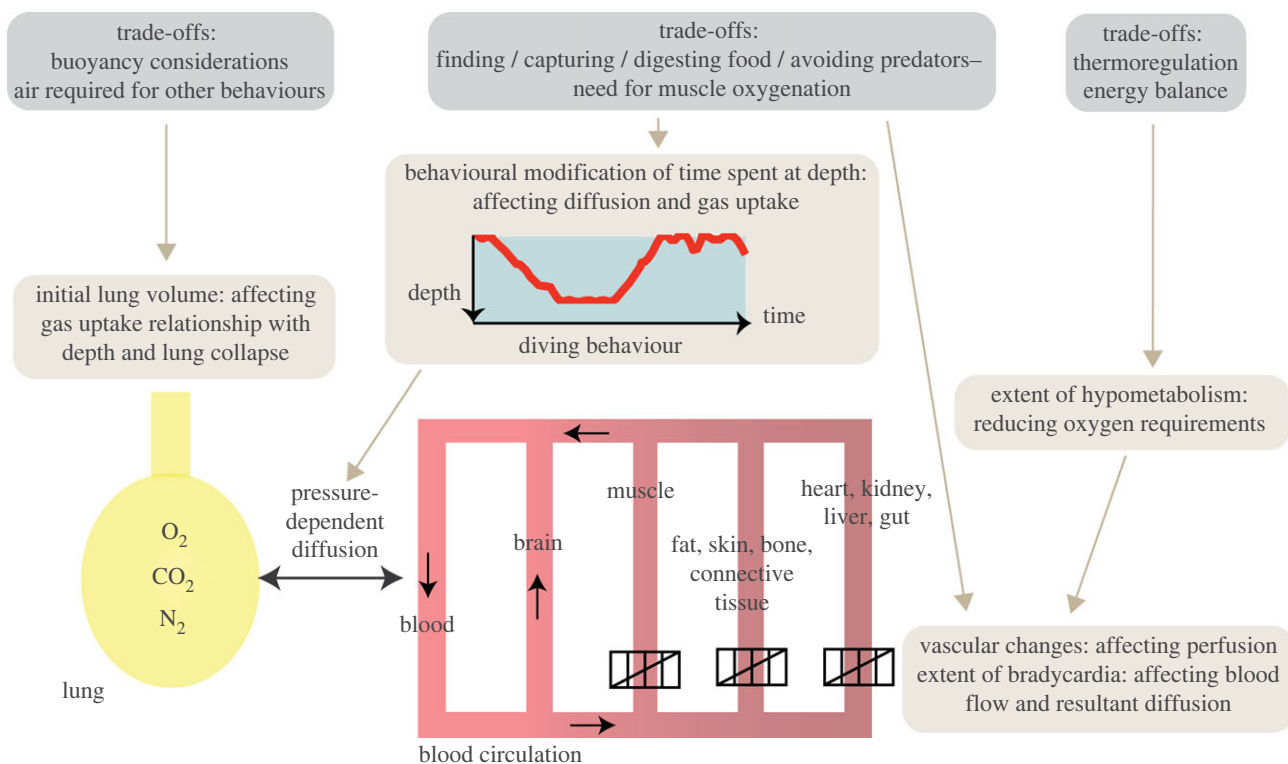 trade-offs:
buoyancy considerations
air required for other behaviours
trade-offs:
finding / capturing / digesting food / avoiding predators–
need for muscle oxygenation
trade-offs:
thermoregulation
energy balance
behavioural modification of time spent at depth:
affecting diffusion and gas uptake
depth
time
diving behaviour
initial lung volume: affecting
gas uptake relationship with
depth and lung collapse
extent of hypometabolism:
reducing oxygen requirements
O₂
CO₂
N₂
lung
pressure-
dependent
diffusion
blood
brain
muscle
fat, skin, bone,
connective
tissue
heart, kidney,
liver, gut
blood circulation
vascular changes: affecting perfusion
extent of bradycardia: affecting blood
flow and resultant diffusion